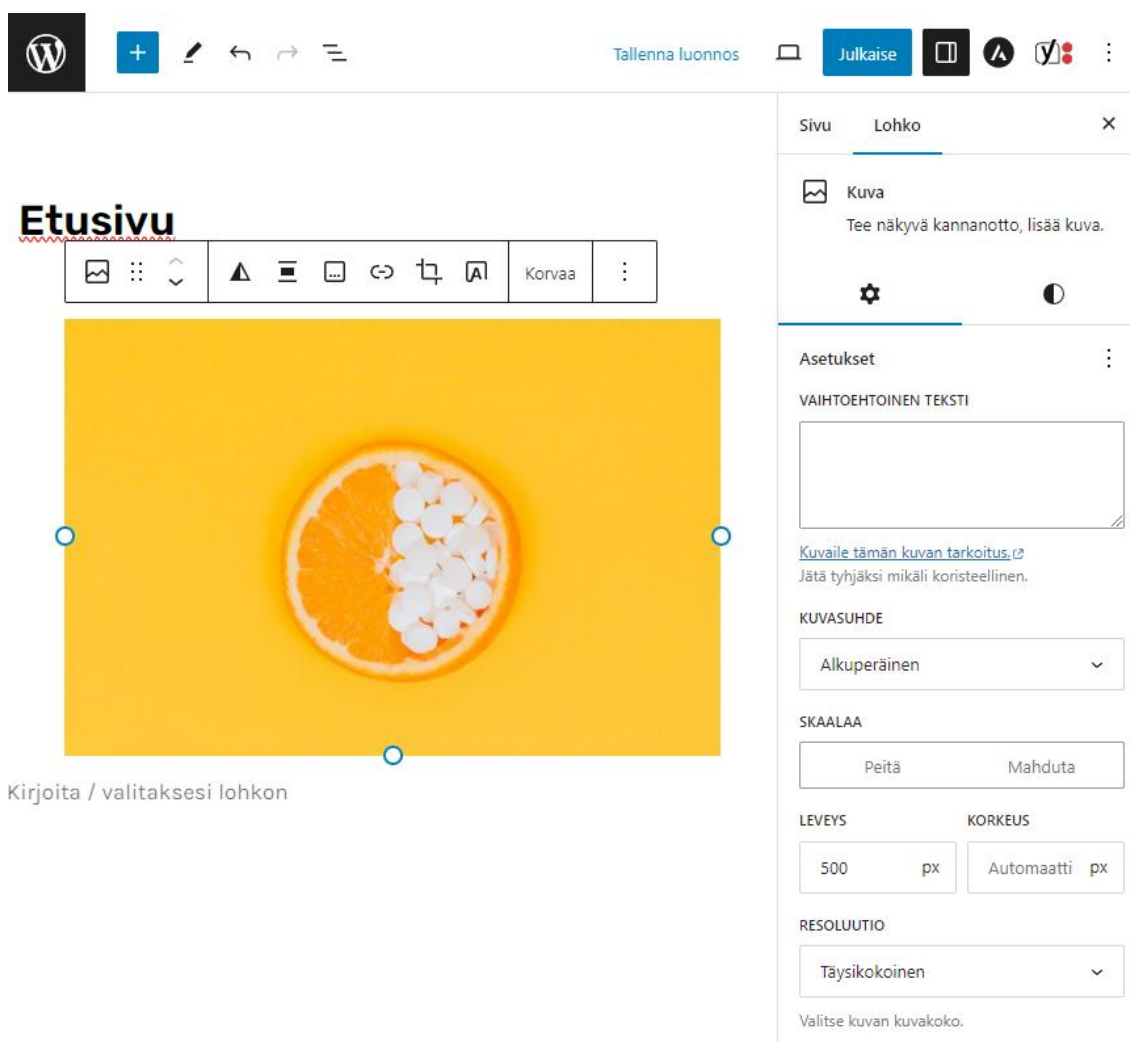 Tallenna luonnos
Julkaise
Sivu
Lohko
Kuva
Tee näkyvä kannanotto, lisää kuva.
Etusivu
Korvaa
Asetukset
VAIHTOEHTOINEN TEKSTI
Kuvaile tämän kuvan tarkoitus.
Jätä tyhjäksi mikäli koristeellinen.
KUVASUHDE
Alkuperäinen
SKAALAA
Peitä
Mahduta
Kirjoita / valitaksesi lohkon
LEVEYS
KORKEUS
500 px
Automaatti px
RESOLUUTIO
Täysikokoinen
Valitse kuvan kuvakoko.